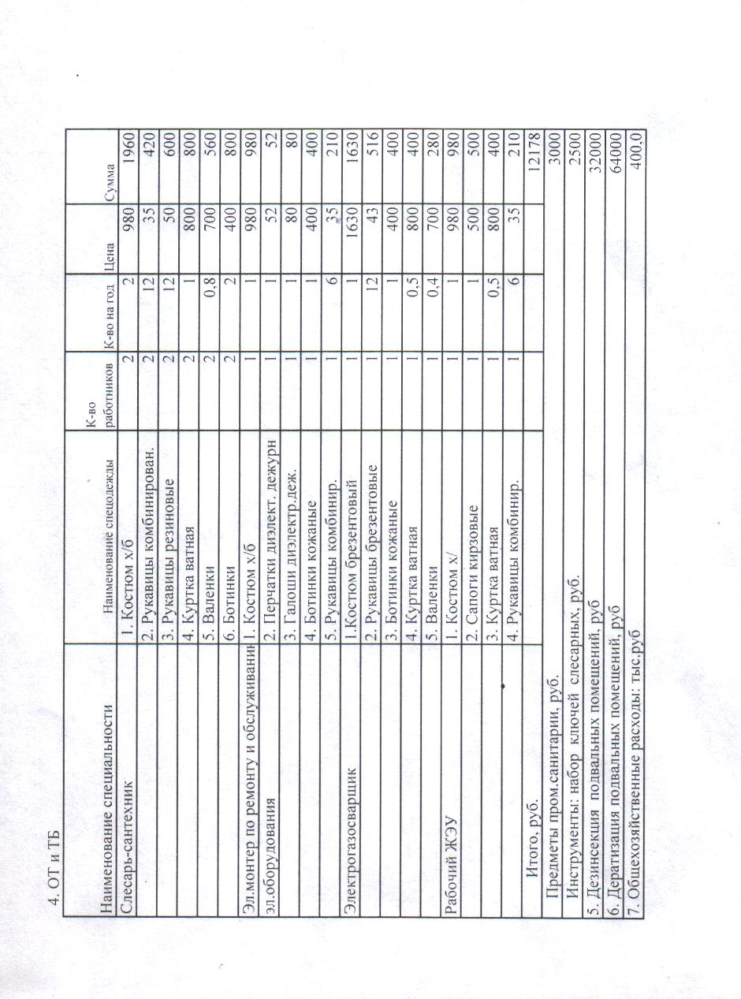 4. ОТ и ТБ
Наименование специальности Наименование спецодежды К-во работников К-во на год Цена Сумма
Слесарь-сантехник 1. Костюм х/б 2 2 980 1960
2. Рукавицы комбинирован. 2 12 35 420
3. Рукавицы резиновые 2 12 50 600
4. Куртка ватная 2 1 800 800
5. Валенки 2 0,8 700 560
6. Ботинки 2 2 400 800
Эл.монтер по ремонту и обслуживани 1. Костюм х/б 1 1 980 980
эл.оборудования 2. Перчатки диэлект. дежурн 1 1 52 52
3. Галоши диэлектр.деж. 1 1 80 80
4. Ботинки кожаные 1 1 400 400
5. Рукавицы комбинир. 1 6 35 210
Электрогазосварщик 1.Костюм брезентовый 1 1 1630 1630
2. Рукавицы брезентовые 1 12 43 516
3. Ботинки кожаные 1 1 400 400
4. Куртка ватная 1 0,5 800 400
5. Валенки 1 0,4 700 280
Рабочий ЖЭУ 1. Костюм х/ 1 1 980 980
2. Сапоги кирзовые 1 1 500 500
3. Куртка ватная 1 0,5 800 400
4. Рукавицы комбинир. 1 6 35 210
Итого, руб. 12178
Предметы пром.санитарии, руб. 3000
Инструменты: набор ключей слесарных, руб. 2500
5. Дезинсекция подвальных помещений, руб 32000
6. Дератизация подвальных помещений, руб 64000
7. Общехозяйственные расходы: тыс.руб 400,0